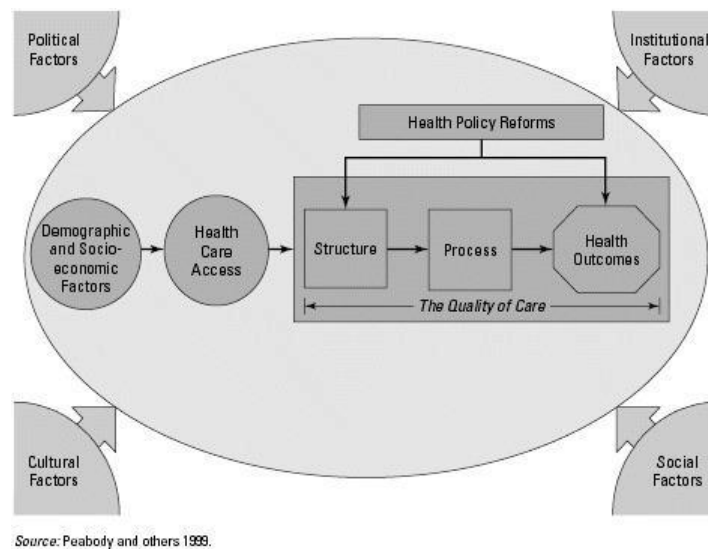 Political
Factors
Institutional
Factors
Health Policy Reforms
Demographic
and Socio-
economic
Factors
Health
Care
Access
Structure
Process
Health
Outcomes
The Quality of Care
Cultural
Factors
Social
Factors
Source: Peabody and others 1999.